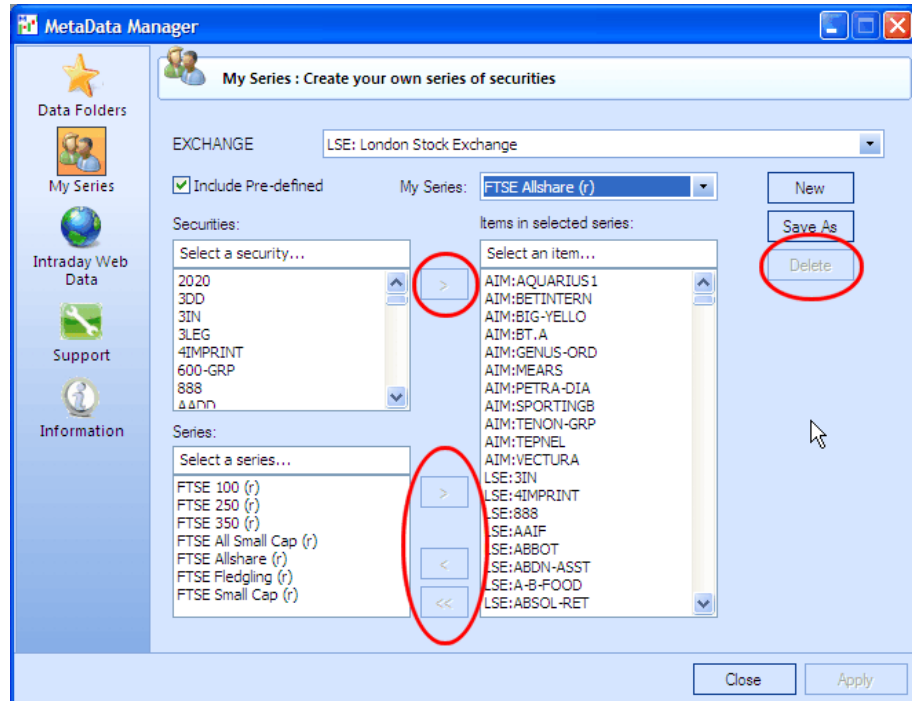 MetaData Manager
Data Folders
My Series
Intraday Web
Data
Support
Information
My Series : Create your own series of securities
EXCHANGE
LSE: London Stock Exchange
Include Pre-defined
My Series:
FTSE Allshare (r)
New
Save As
Delete
Securities:
Select a security...
2020
3DD
3IN
3LEG
4IMPRINT
600-GRP
888
AADD
>
Items in selected series:
Select an item...
AIM:AQUARIUS1
AIM:BETINTERN
AIM:BIG-YELLO
AIM:BT.A
AIM:GENUS-ORD
AIM:MEARS
AIM:PETRA-DIA
AIM:SPORTINGB
AIM:TENON-GRP
AIM:TEPNEL
AIM:VECTURA
LSE:3IN
LSE:4IMPRINT
LSE:888
LSE:AAIF
LSE:ABBOT
LSE:ABDN-ASST
LSE:A-B-FOOD
LSE:ABSOL-RET
Series:
Select a series...
FTSE 100 (r)
FTSE 250 (r)
FTSE 350 (r)
FTSE All Small Cap (r)
FTSE Allshare (r)
FTSE Fledgling (r)
FTSE Small Cap (r)
>
<
<<
Close
Apply